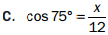 C. cos 75° = x/12